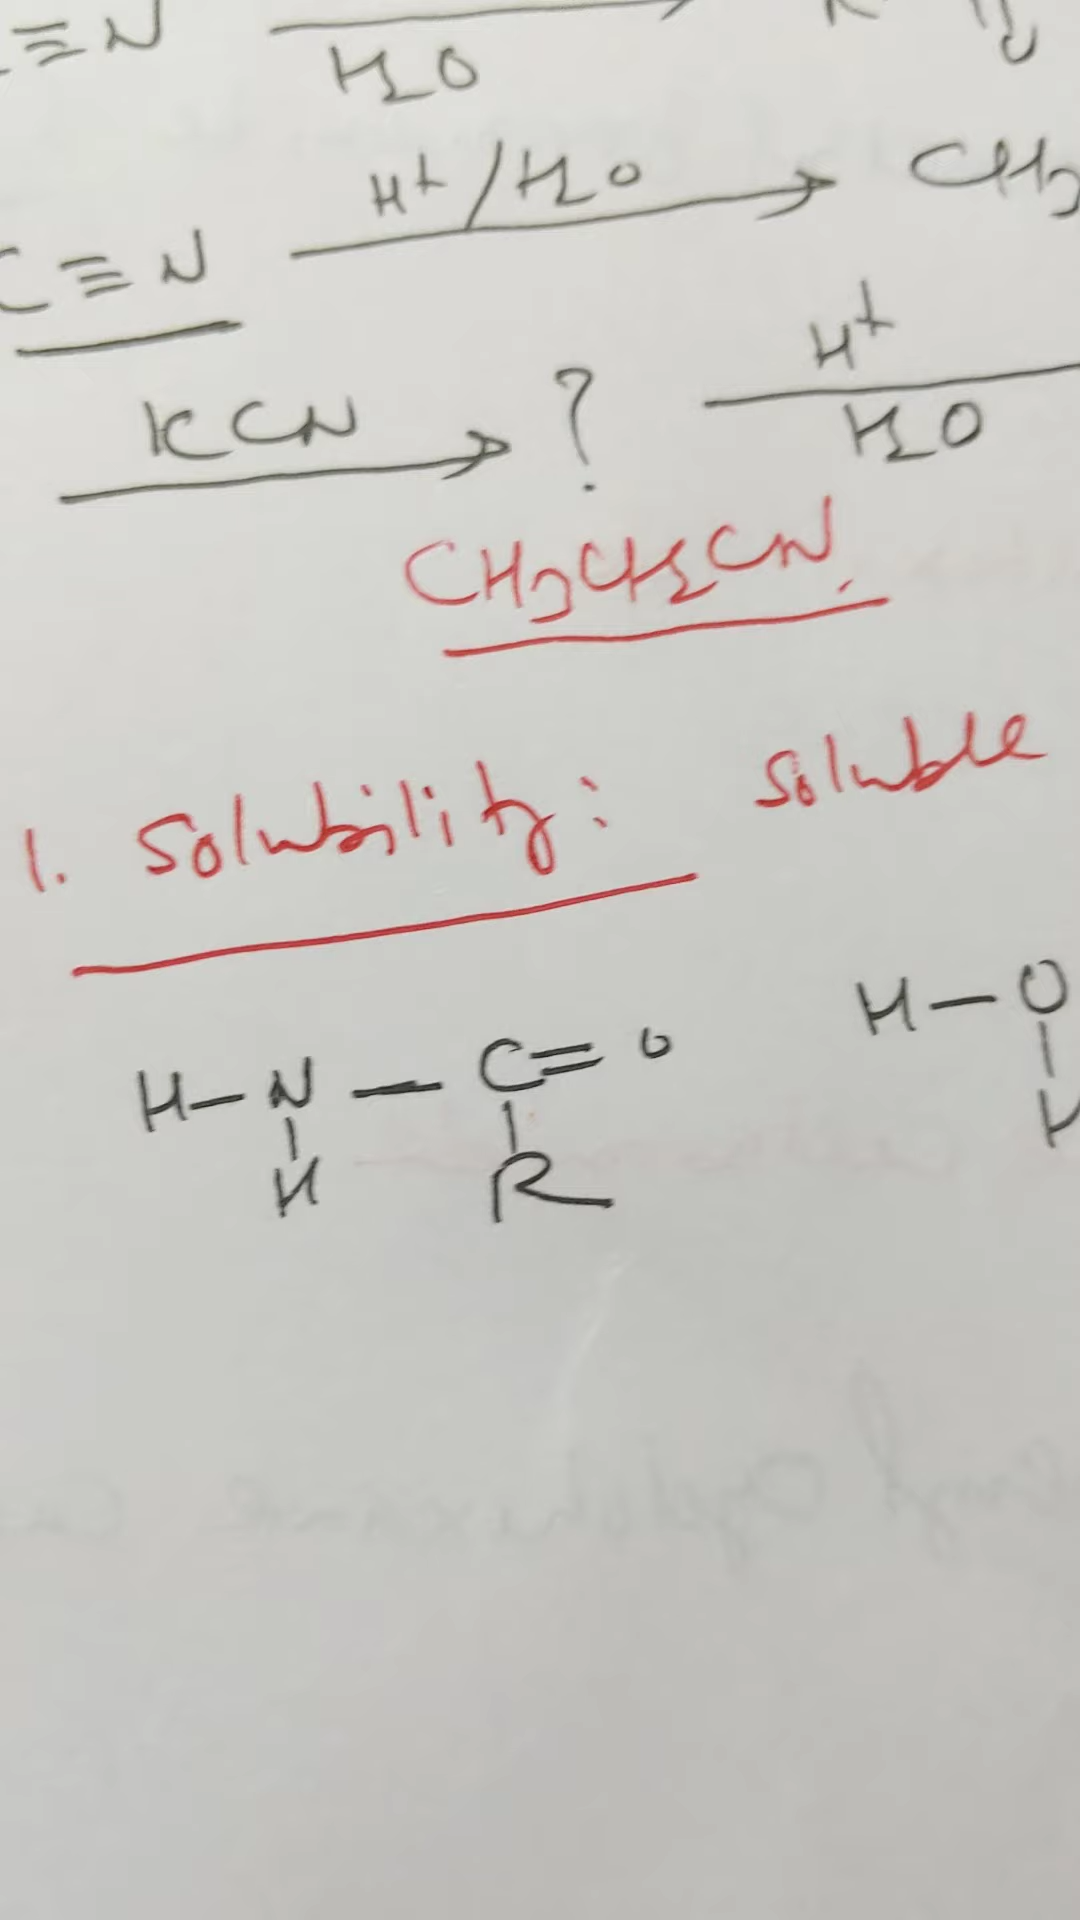 ≡N H2O
C≡N H+/H2O → CH3
KCN → ? H+ H2O
CH3CH2CN.
1. Solubility: Soluble
H–N–C=O H–O
H R H